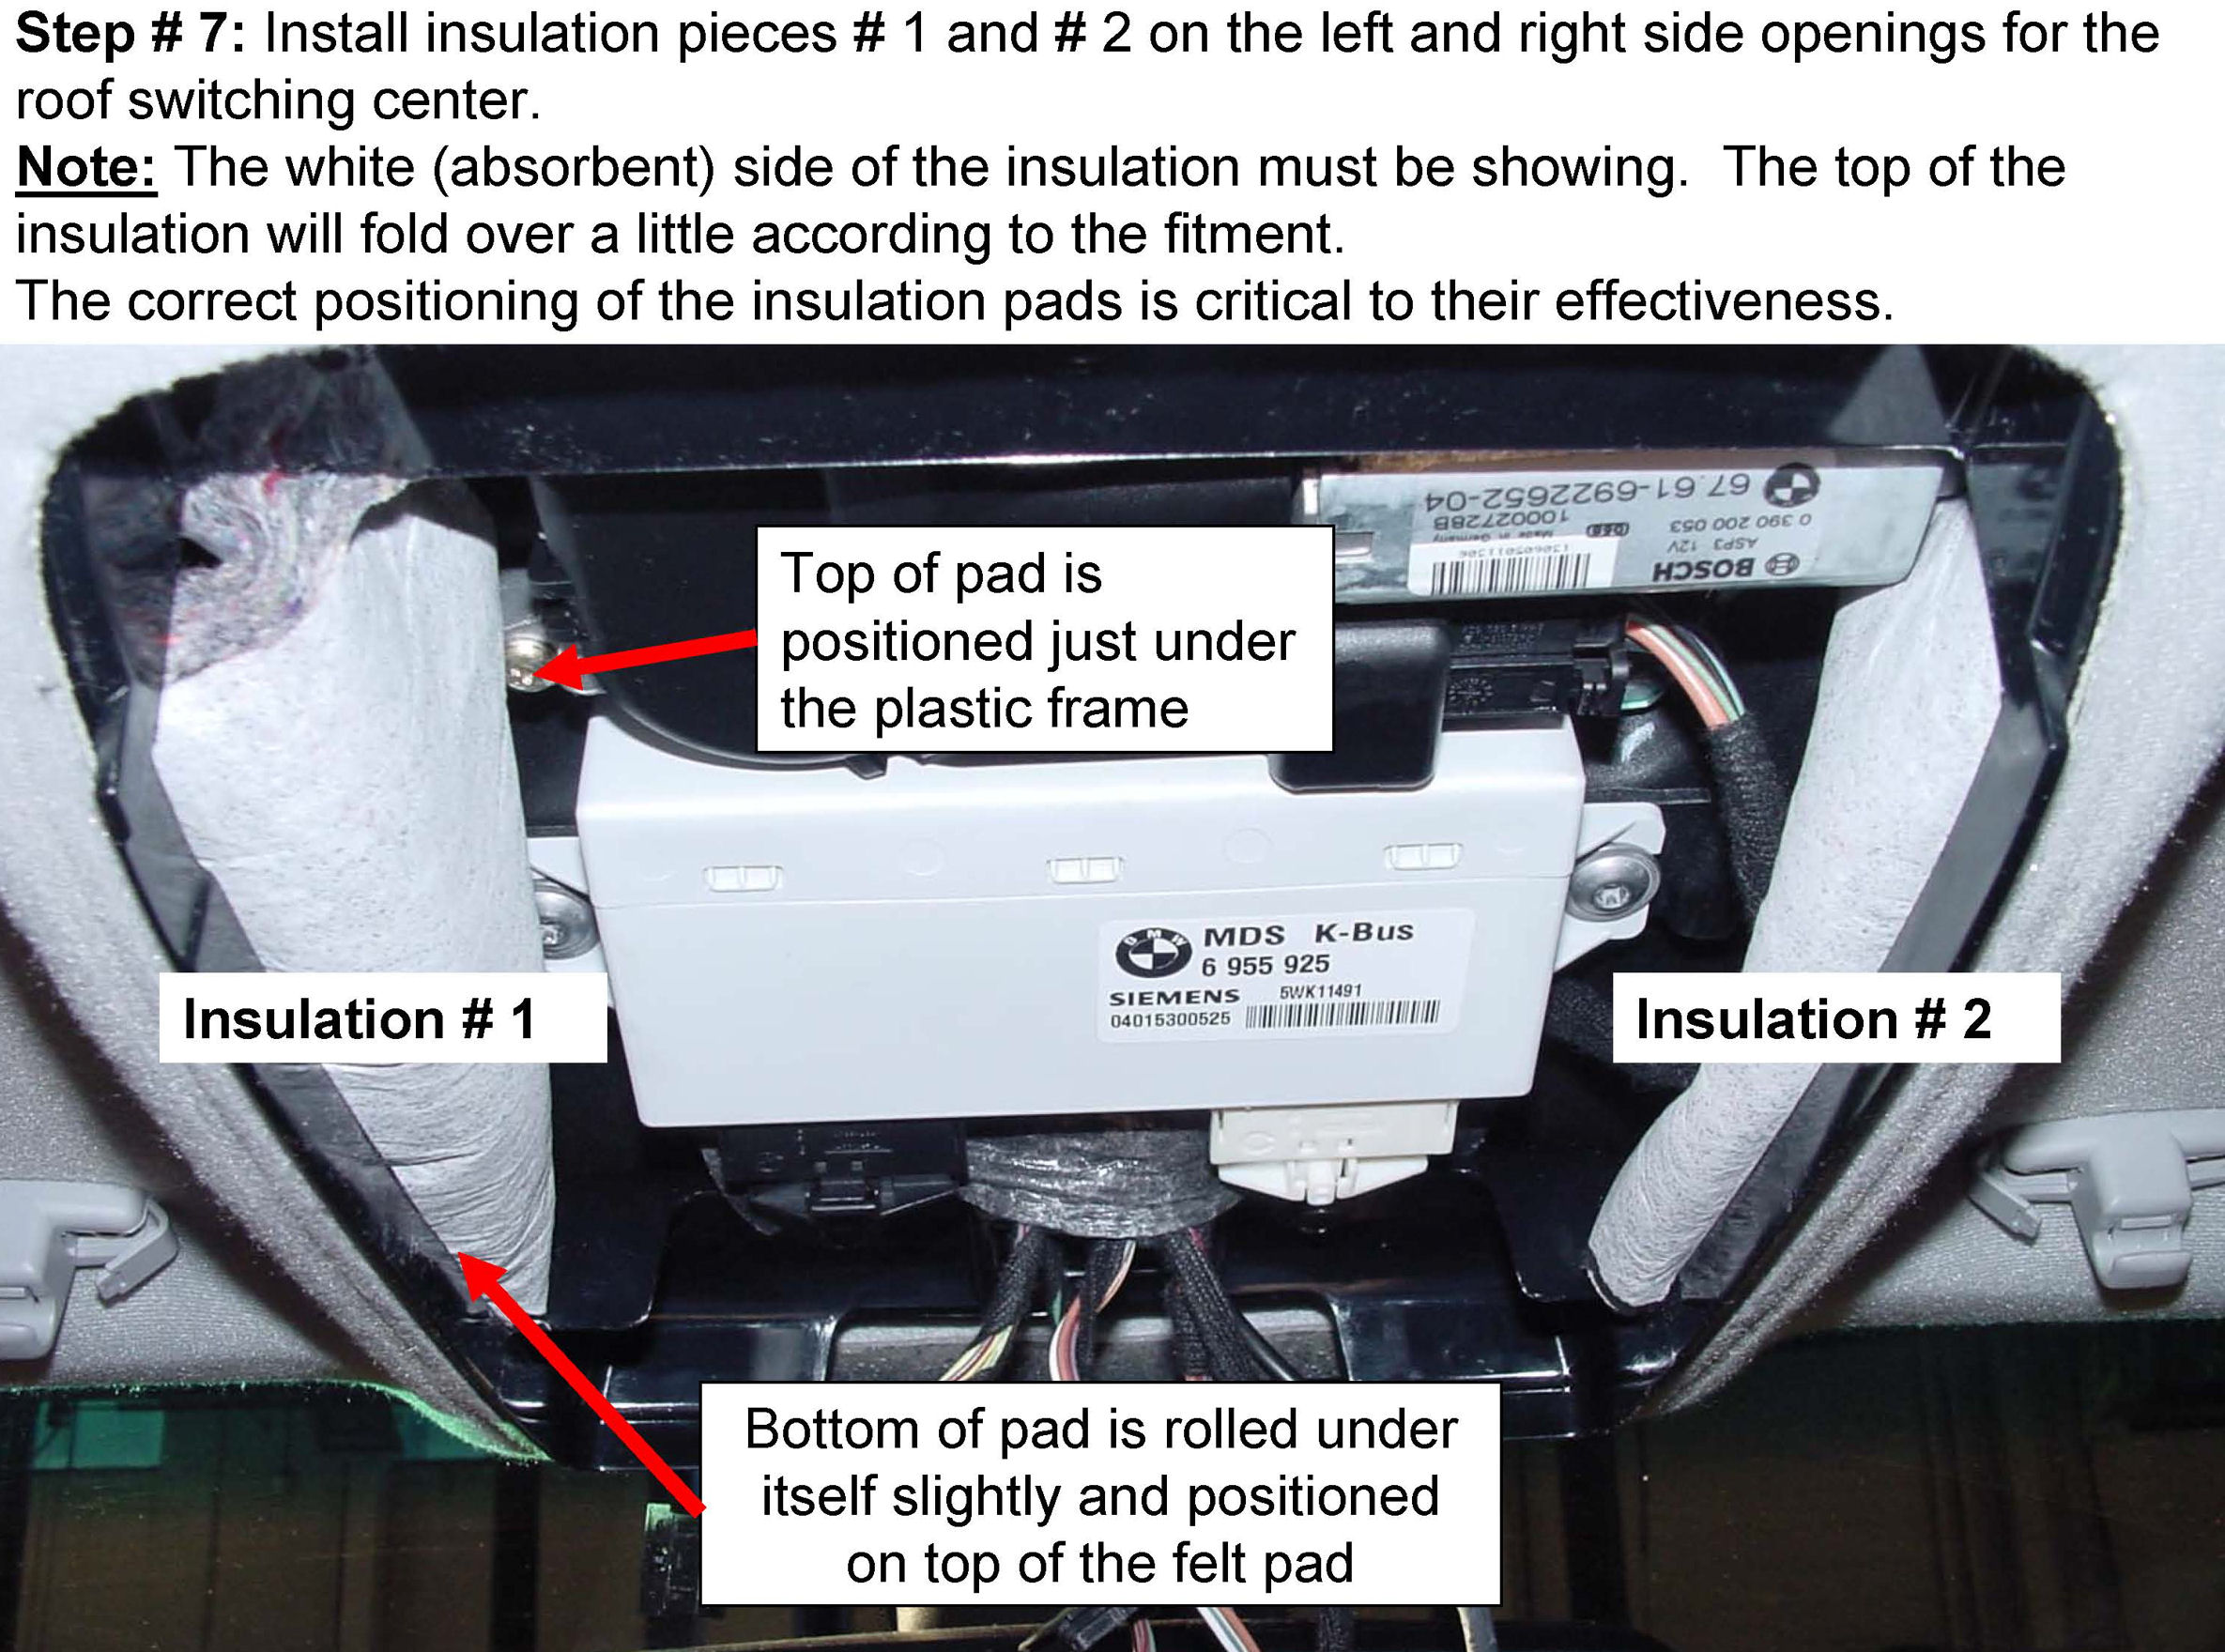 Step # 7: Install insulation pieces # 1 and # 2 on the left and right side openings for the
roof switching center.
Note: The white (absorbent) side of the insulation must be showing.  The top of the
insulation will fold over a little according to the fitment.
The correct positioning of the insulation pads is critical to their effectiveness.
67.61-6922652-04
10002728B
0 390 200 053
Made in Germany
ASP3 12V
BOSCH
Top of pad is
positioned just under
the plastic frame
BMW
MDS K-Bus
6 955 925
SIEMENS 5WK11491
04015300525
Insulation # 1
Insulation # 2
Bottom of pad is rolled under
itself slightly and positioned
on top of the felt pad